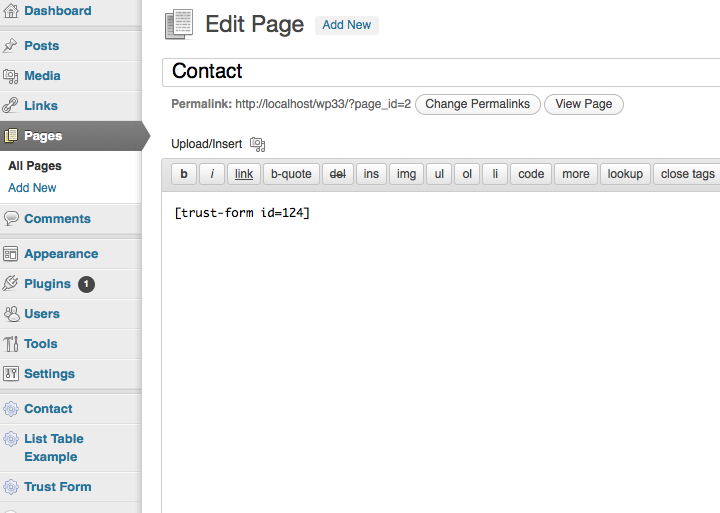 Dashboard
Posts
Media
Links
Pages
All Pages
Add New
Comments
Appearance
Plugins 1
Users
Tools
Settings
Contact
List Table
Example
Trust Form
Edit Page Add New
Contact
Permalink: http://localhost/wp33/?page_id=2 Change Permalinks View Page
Upload/Insert
b i link b-quote del ins img ul ol li code more lookup close tags
[trust-form id=124]